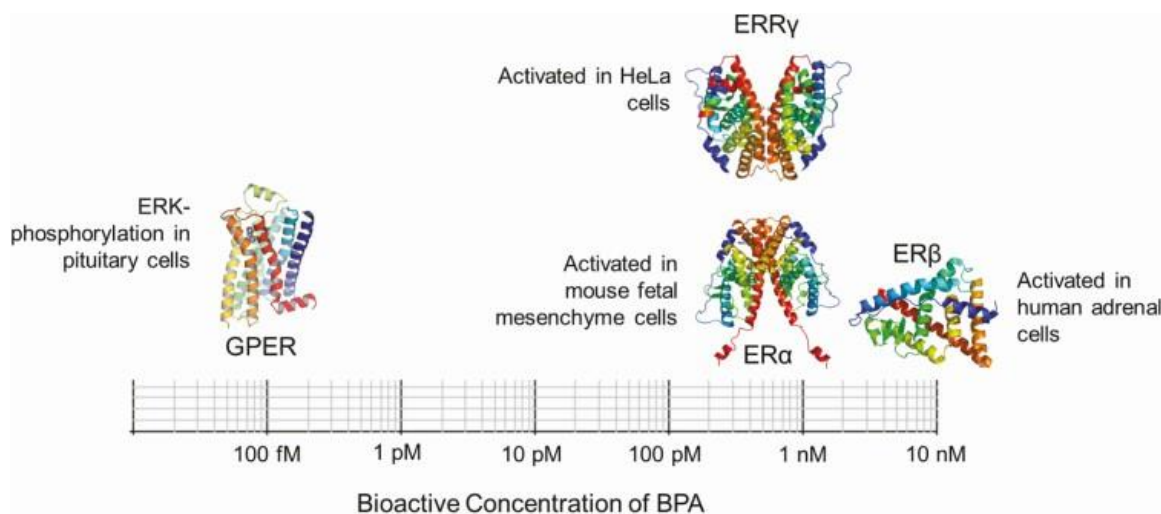 ERRγ
Activated in HeLa
cells
ERK-
phosphorylation in
pituitary cells
GPER
Activated in
mouse fetal
mesenchyme cells
ERα
ERβ
Activated in
human adrenal
cells
100 fM 1 pM 10 pM 100 pM 1 nM 10 nM
Bioactive Concentration of BPA